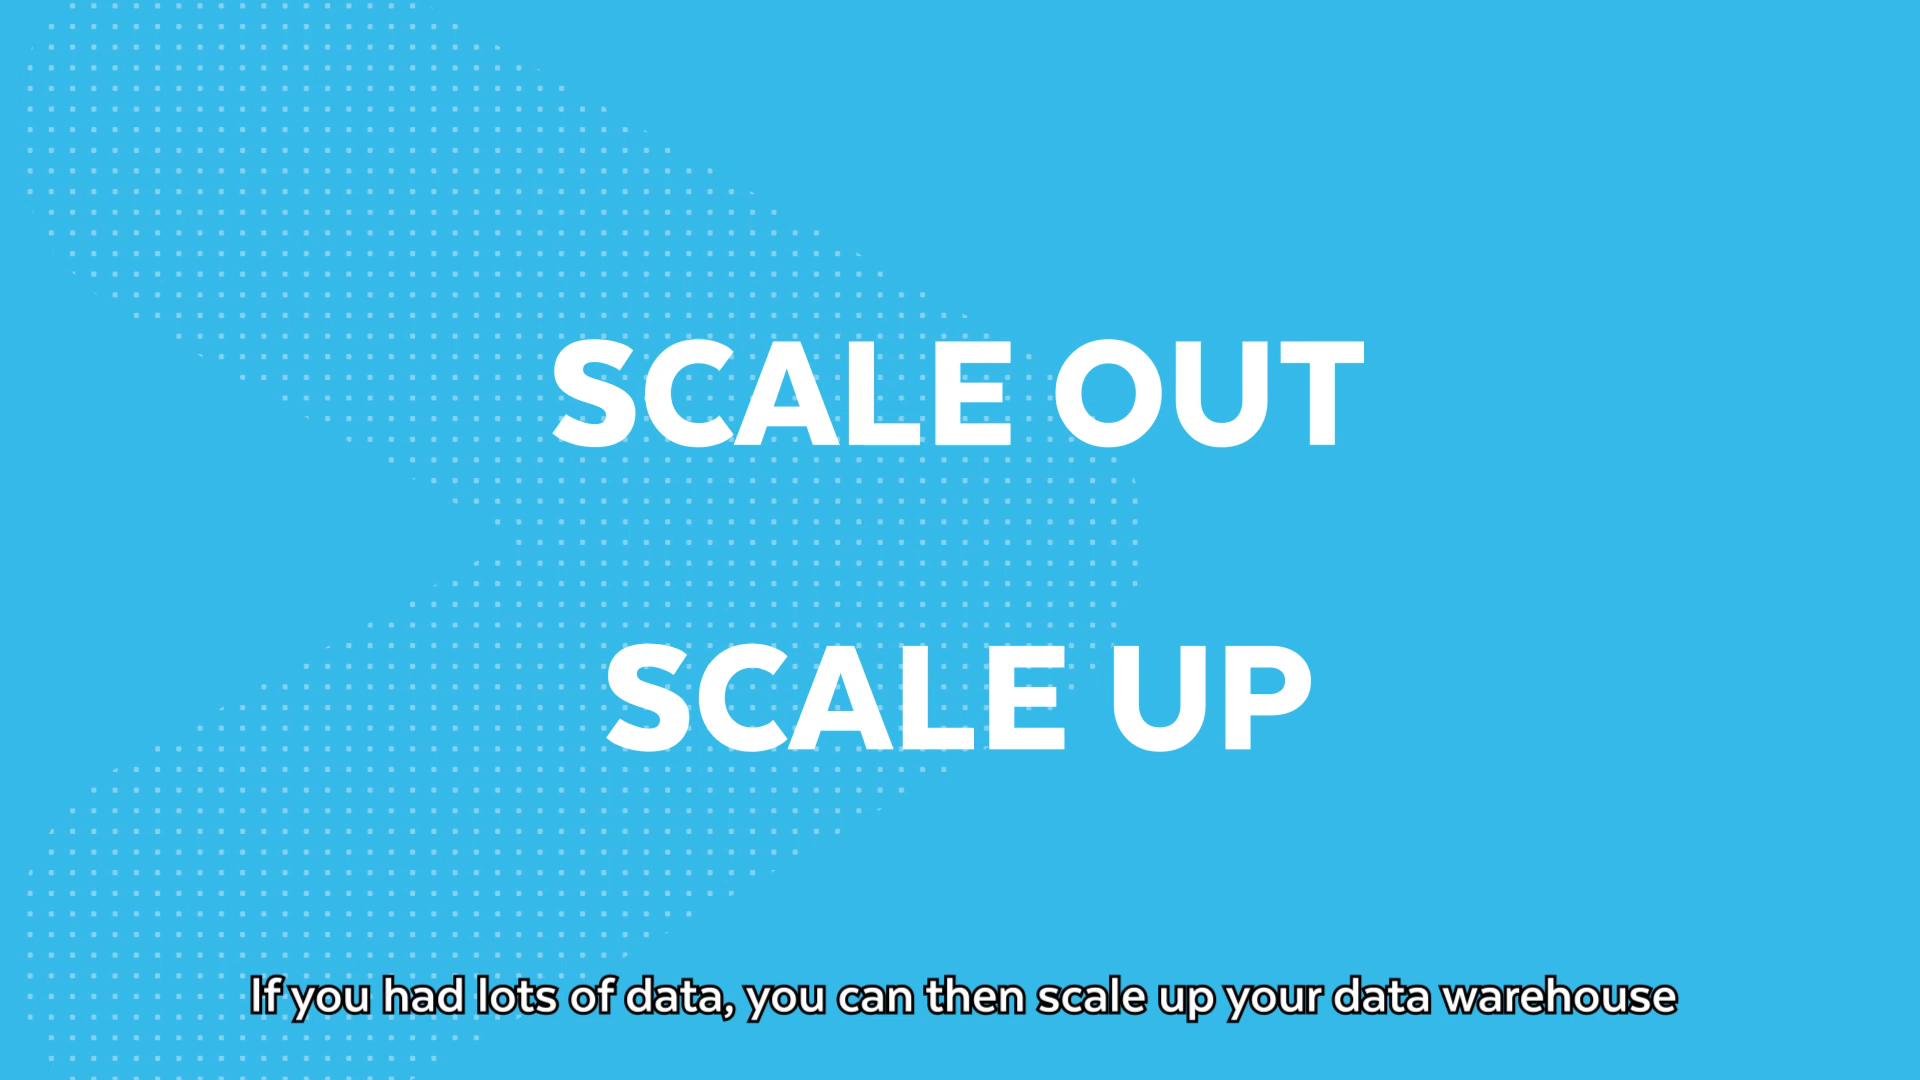 SCALE OUT
SCALE UP
If you had lots of data, you can then scale up your data warehouse